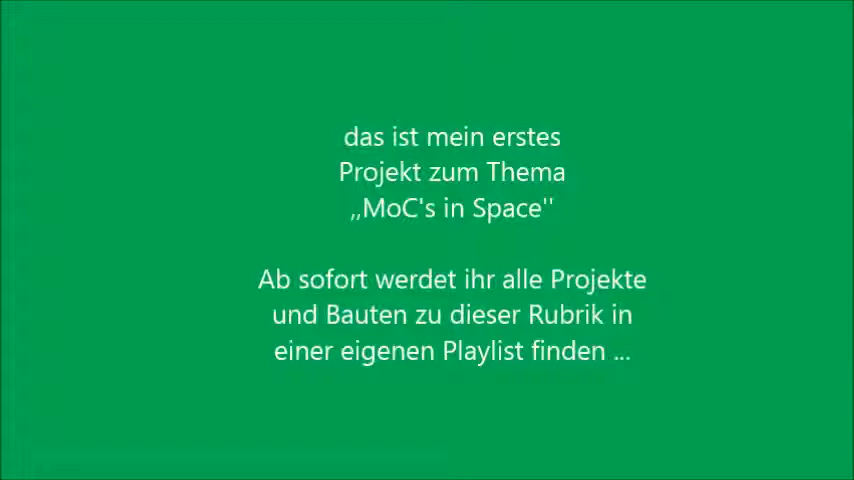 das ist mein erstes
Projekt zum Thema
,,MoC's in Space''
Ab sofort werdet ihr alle Projekte
und Bauten zu dieser Rubrik in
einer eigenen Playlist finden ...